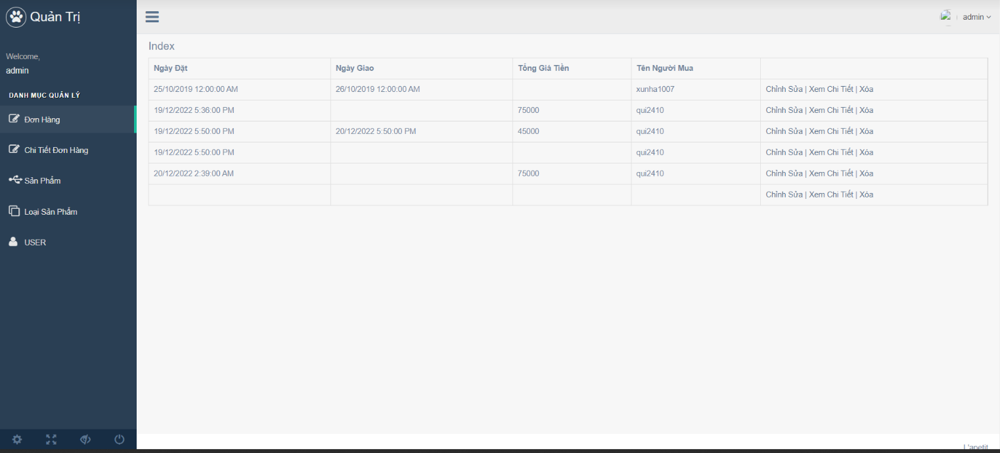 Quản Trị
admin
Welcome,
admin
DANH MỤC QUẢN LÝ
Đơn Hàng
Chi Tiết Đơn Hàng
Sản Phẩm
Loại Sản Phẩm
USER
Index
Ngày Đặt Ngày Giao Tổng Giá Tiền Tên Người Mua
25/10/2019 12:00:00 AM 26/10/2019 12:00:00 AM xunha1007 Chỉnh Sửa | Xem Chi Tiết | Xóa
19/12/2022 5:36:00 PM 75000 qui2410 Chỉnh Sửa | Xem Chi Tiết | Xóa
19/12/2022 5:50:00 PM 20/12/2022 5:50:00 PM 45000 qui2410 Chỉnh Sửa | Xem Chi Tiết | Xóa
19/12/2022 5:50:00 PM qui2410 Chỉnh Sửa | Xem Chi Tiết | Xóa
20/12/2022 2:39:00 AM 75000 qui2410 Chỉnh Sửa | Xem Chi Tiết | Xóa
Chỉnh Sửa | Xem Chi Tiết | Xóa
L'apetit